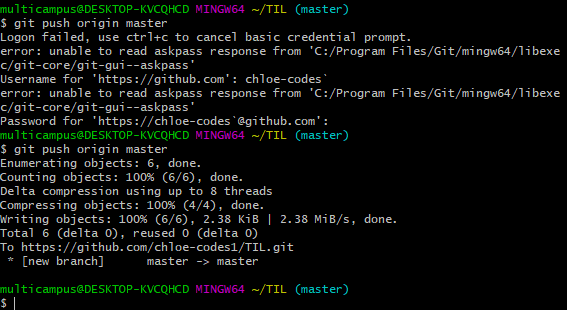 multicampus@DESKTOP-KVCQHCD MINGW64 ~/TIL (master)
$ git push origin master
Logon failed, use ctrl+c to cancel basic credential prompt.
error: unable to read askpass response from 'C:/Program Files/Git/mingw64/libexe
c/git-core/git-gui--askpass'
Username for 'https://github.com': chloe-codes`
error: unable to read askpass response from 'C:/Program Files/Git/mingw64/libexe
c/git-core/git-gui--askpass'
Password for 'https://chloe-codes`@github.com':
multicampus@DESKTOP-KVCQHCD MINGW64 ~/TIL (master)
$ git push origin master
Enumerating objects: 6, done.
Counting objects: 100% (6/6), done.
Delta compression using up to 8 threads
Compressing objects: 100% (4/4), done.
Writing objects: 100% (6/6), 2.38 KiB | 2.38 MiB/s, done.
Total 6 (delta 0), reused 0 (delta 0)
To https://github.com/chloe-codes1/TIL.git
 * [new branch]      master -> master
multicampus@DESKTOP-KVCQHCD MINGW64 ~/TIL (master)
$